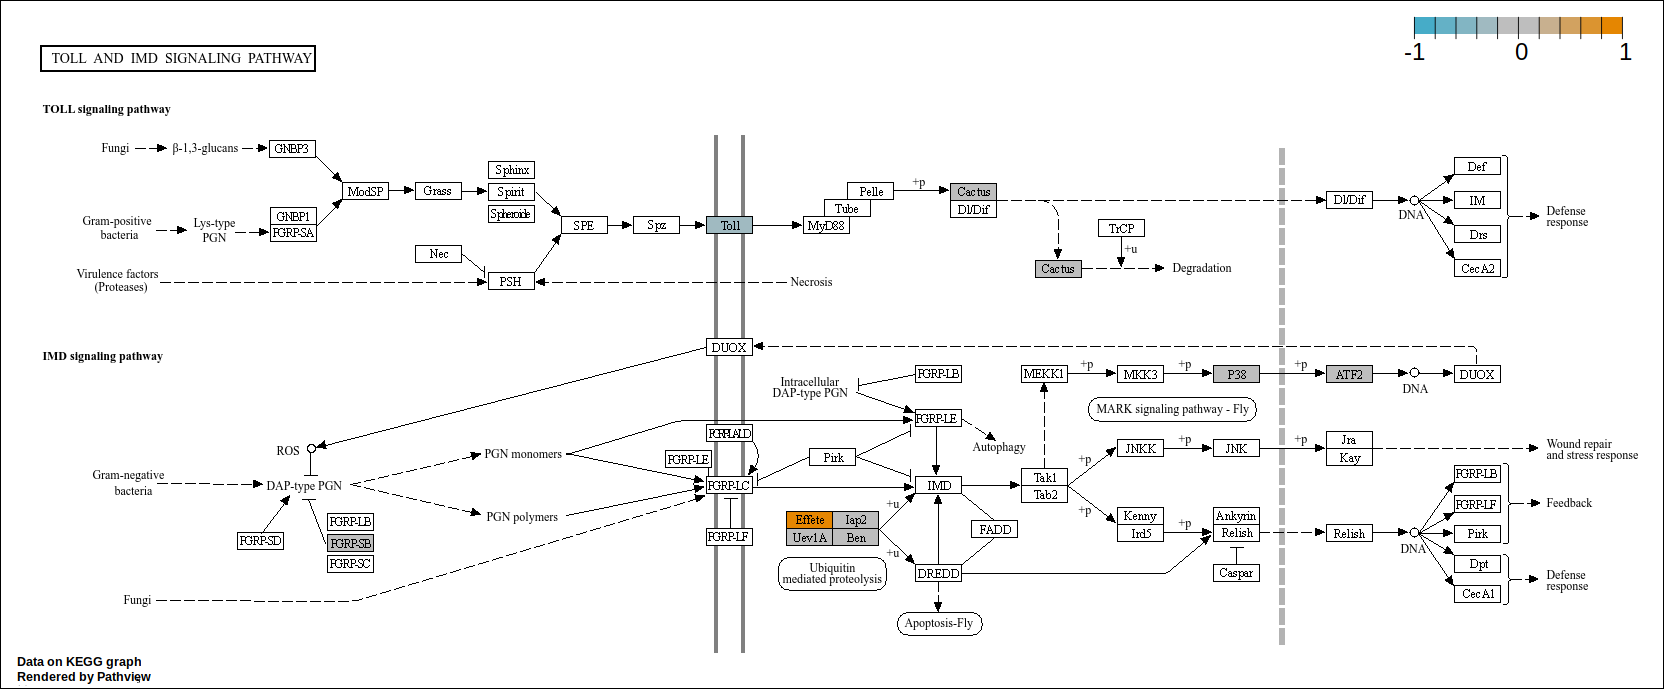 -1 0 1
TOLL AND IMD SIGNALING PATHWAY
TOLL signaling pathway
Fungi
β-1,3-glucans
GNBP3
ModSP
Grass
Sphinx
Spirit
Spheroide
Gram-positive
bacteria
Lys-type
PGN
GNBP1
PGRP-SA
SPE
Spz
Toll
MyD88
Tube
Pelle
+p
Cactus
Dl/Dif
Nec
Virulence factors
(Proteases)
PSH
Necrosis
Cactus
TrCP
+u
Degradation
Dl/Dif
DNA
Def
IM
Drs
CecA2
Defense
response
IMD signaling pathway
DUOX
Intracellular
DAP-type PGN
PGRP-LB
PGRP-LE
Autophagy
MEKK1
+p
MKK3
+p
P38
+p
ATF2
DNA
DUOX
MARK signaling pathway - Fly
ROS
Gram-negative
bacteria
DAP-type PGN
PGN monomers
PGN polymers
PGRP-SD
PGRP-LB
PGRP-SB
PGRP-SC
Fungi
PGRP-LE
PGRP-LC
PGRP-LF
Pirk
IMD
Effete
Iap2
Uev1A
Ben
+u
+u
Ubiquitin
mediated proteolysis
FADD
DREDD
Apoptosis-Fly
Tak1
Tab2
+p
JNKK
+p
JNK
+p
Jra
Kay
Wound repair
and stress response
+p
Kenny
Ird5
+p
Ankyrin
Relish
Caspar
Relish
DNA
PGRP-LB
PGRP-LF
Pirk
Feedback
Dpt
CecA1
Defense
response
Data on KEGG graph
Rendered by Pathview